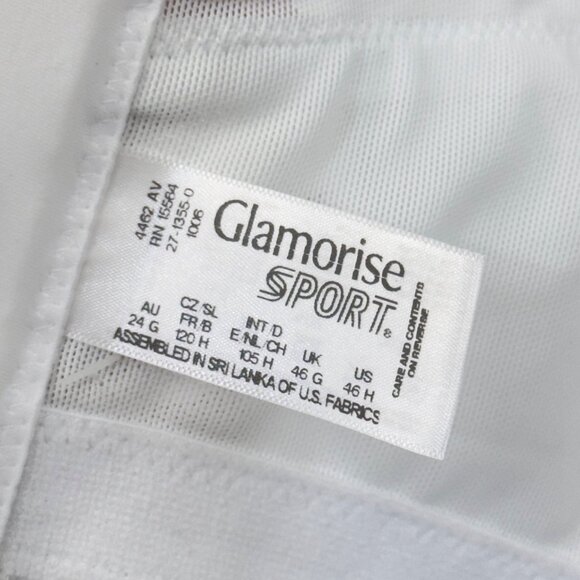 4462 AV
RN 15564
27-1355-0
1006
Glamorise
SPORT®
AU CZ/SL INT/D UK US
24 G FR/B E/NL/CH 46 G 46 H
120 H 105 H
ASSEMBLED IN SRI LANKA OF U.S. FABRICS
CARE AND CONTENTS
ON REVERSE